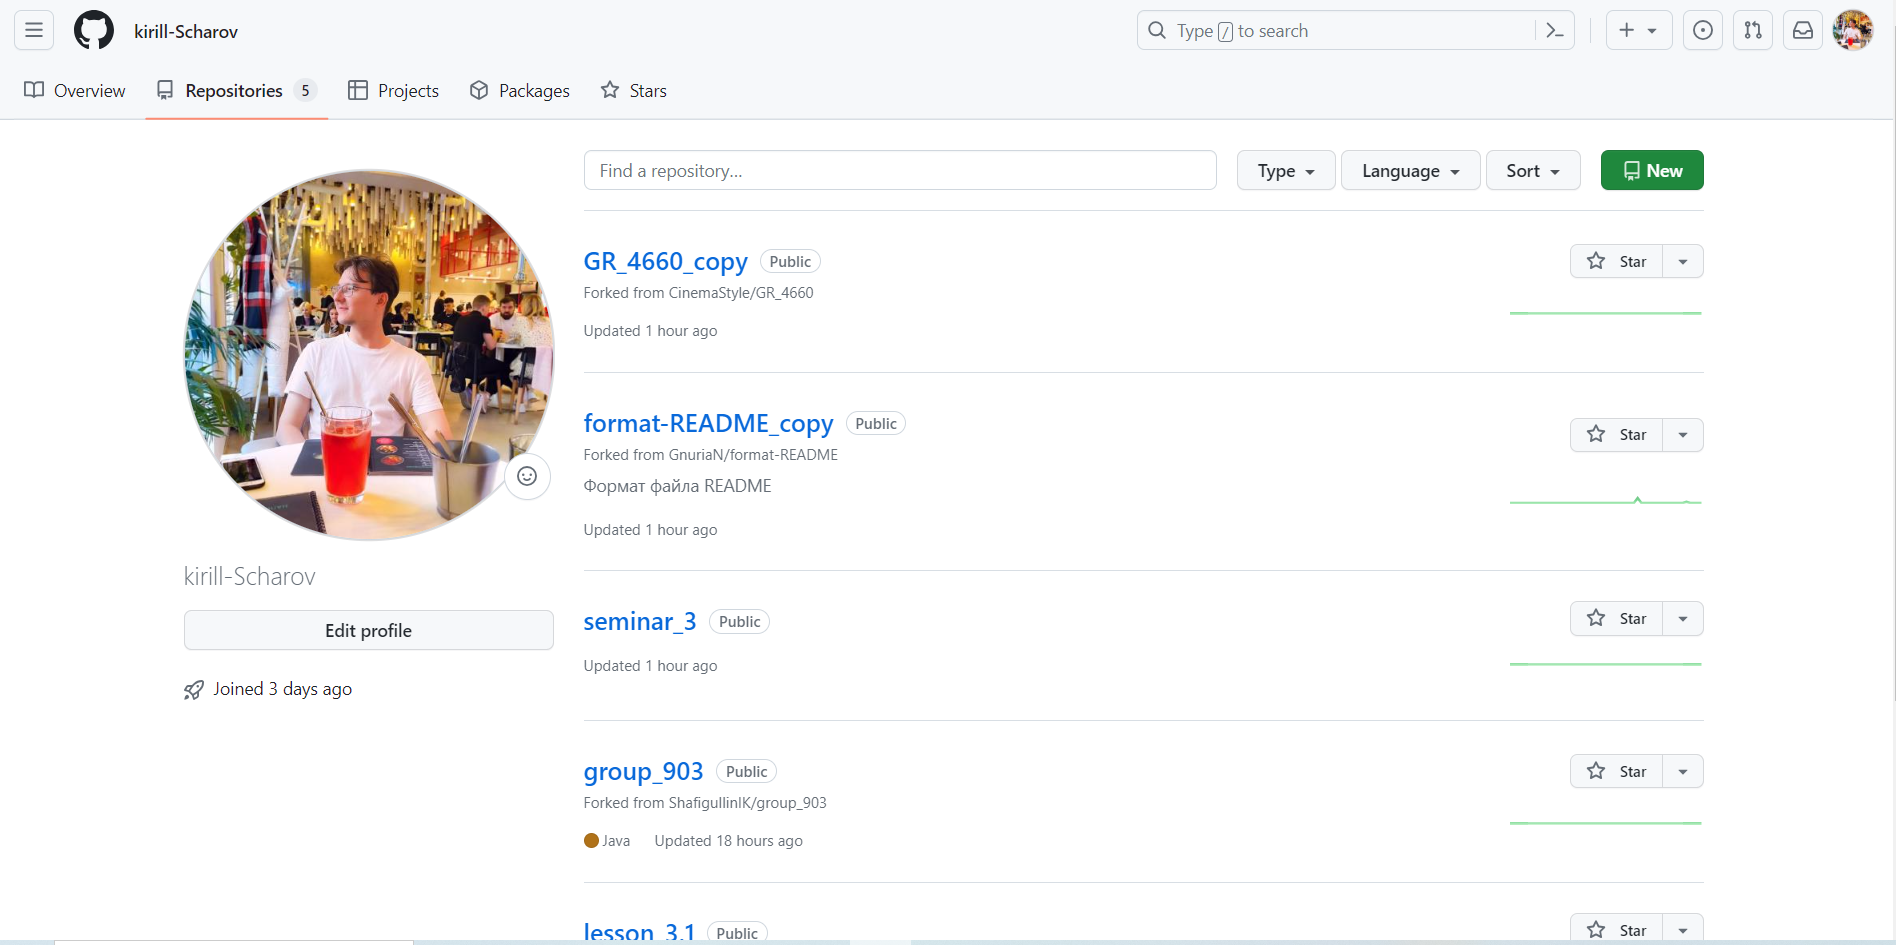 kirill-Scharov
Type / to search
Overview
Repositories 5
Projects
Packages
Stars
Find a repository...
Type
Language
Sort
New
GR_4660_copy Public
Star
Forked from CinemaStyle/GR_4660
Updated 1 hour ago
format-README_copy Public
Star
Forked from GnuriaN/format-README
Формат файла README
Updated 1 hour ago
kirill-Scharov
Edit profile
Joined 3 days ago
seminar_3 Public
Star
Updated 1 hour ago
group_903 Public
Star
Forked from ShafigullinIK/group_903
Java Updated 18 hours ago
lesson_3.1 Public
Star